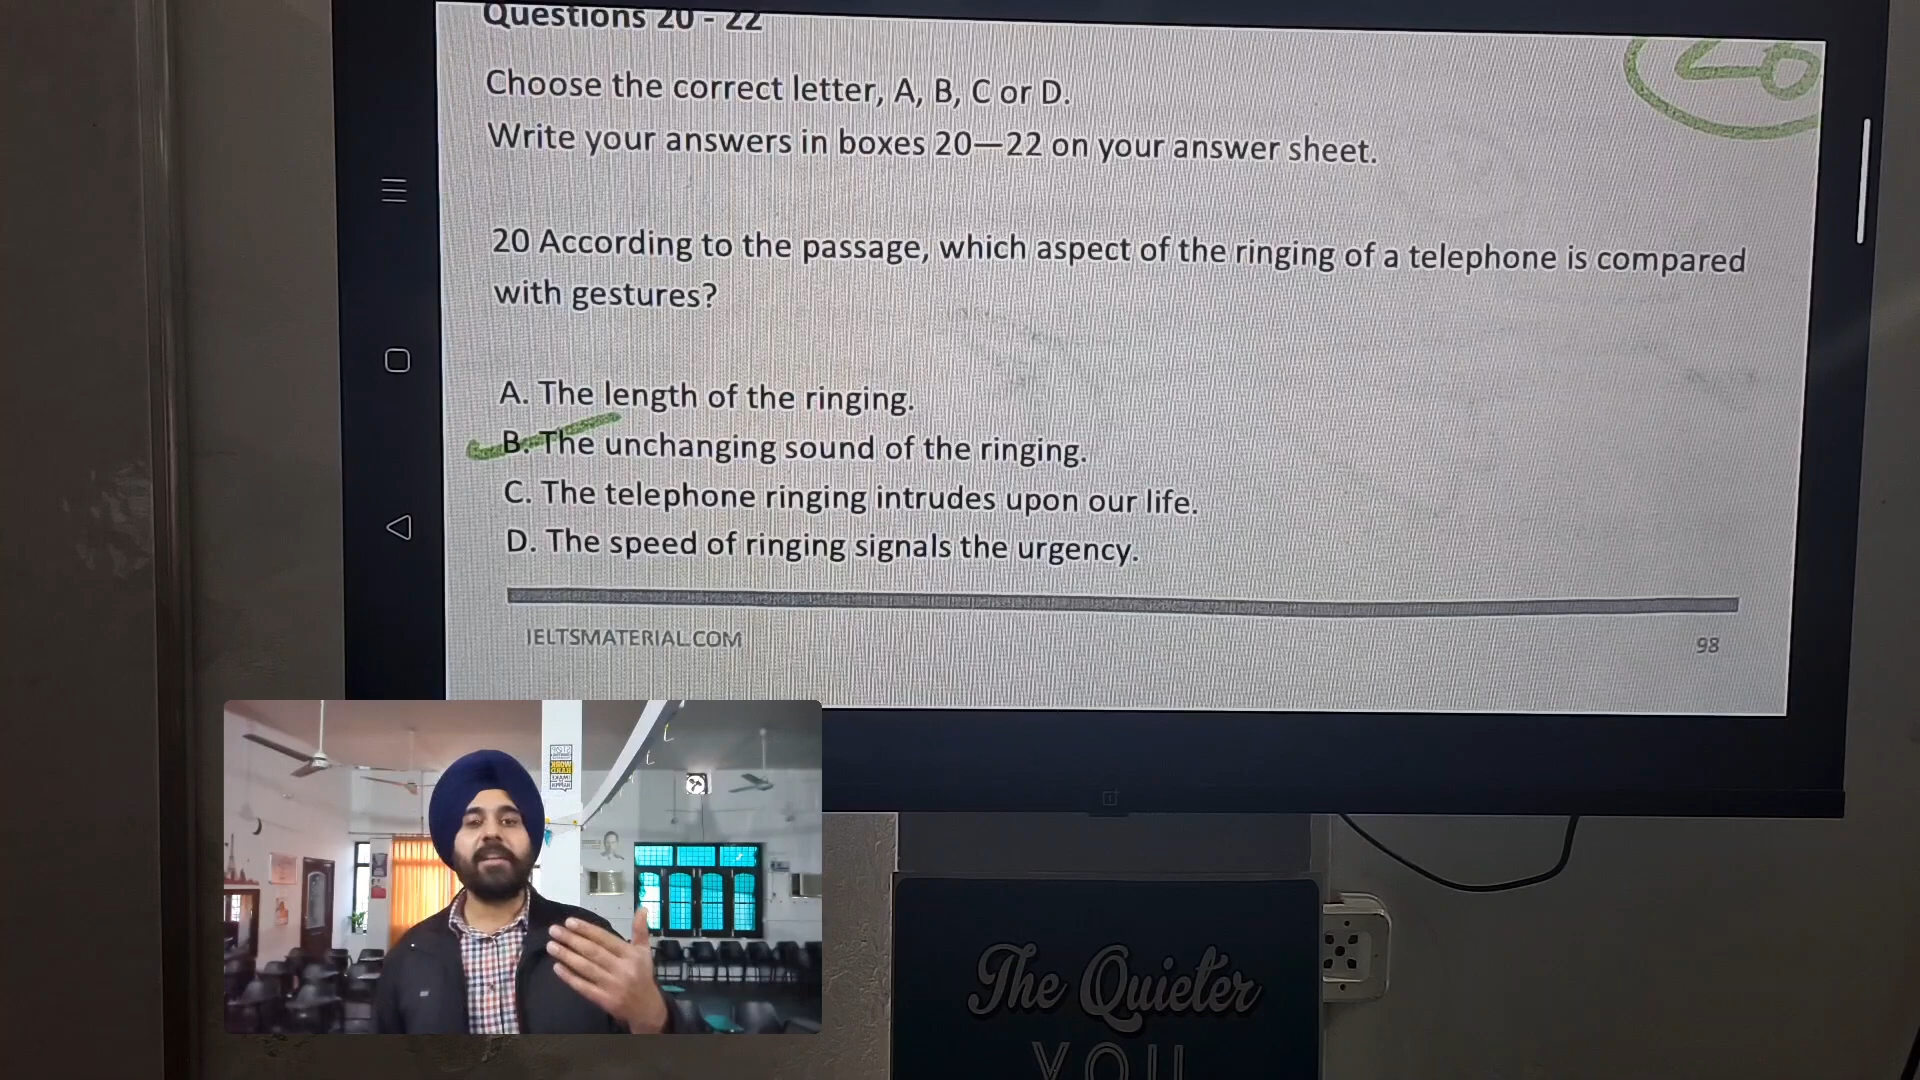 Questions 20 - 22
20
Choose the correct letter, A, B, C or D.
Write your answers in boxes 20—22 on your answer sheet.
20 According to the passage, which aspect of the ringing of a telephone is compared
with gestures?
A. The length of the ringing.
B. The unchanging sound of the ringing.
C. The telephone ringing intrudes upon our life.
D. The speed of ringing signals the urgency.
IELTSMATERIAL.COM
98
The Quieter
YOU